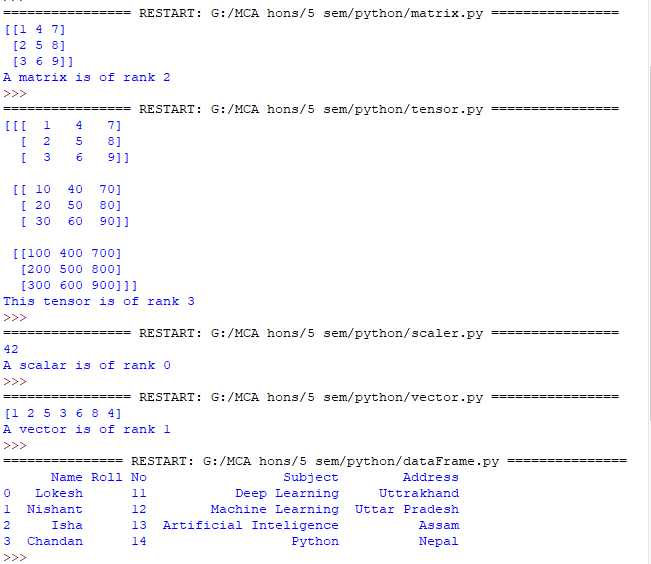 ================ RESTART: G:/MCA hons/5 sem/python/matrix.py ================
[[1 4 7]
 [2 5 8]
 [3 6 9]]
A matrix is of rank 2
>>>
================ RESTART: G:/MCA hons/5 sem/python/tensor.py ================
[[[  1   4   7]
  [  2   5   8]
  [  3   6   9]]

 [[ 10  40  70]
  [ 20  50  80]
  [ 30  60  90]]

 [[100 400 700]
  [200 500 800]
  [300 600 900]]]
This tensor is of rank 3
>>>
================ RESTART: G:/MCA hons/5 sem/python/scaler.py ================
42
A scalar is of rank 0
>>>
================ RESTART: G:/MCA hons/5 sem/python/vector.py ================
[1 2 5 3 6 8 4]
A vector is of rank 1
>>>
=============== RESTART: G:/MCA hons/5 sem/python/dataFrame.py ===============
      Name Roll No                 Subject        Address
0   Lokesh      11           Deep Learning     Uttrakhand
1  Nishant      12        Machine Learning  Uttar Pradesh
2     Isha      13  Artificial Inteligence          Assam
3  Chandan      14                  Python          Nepal
>>>